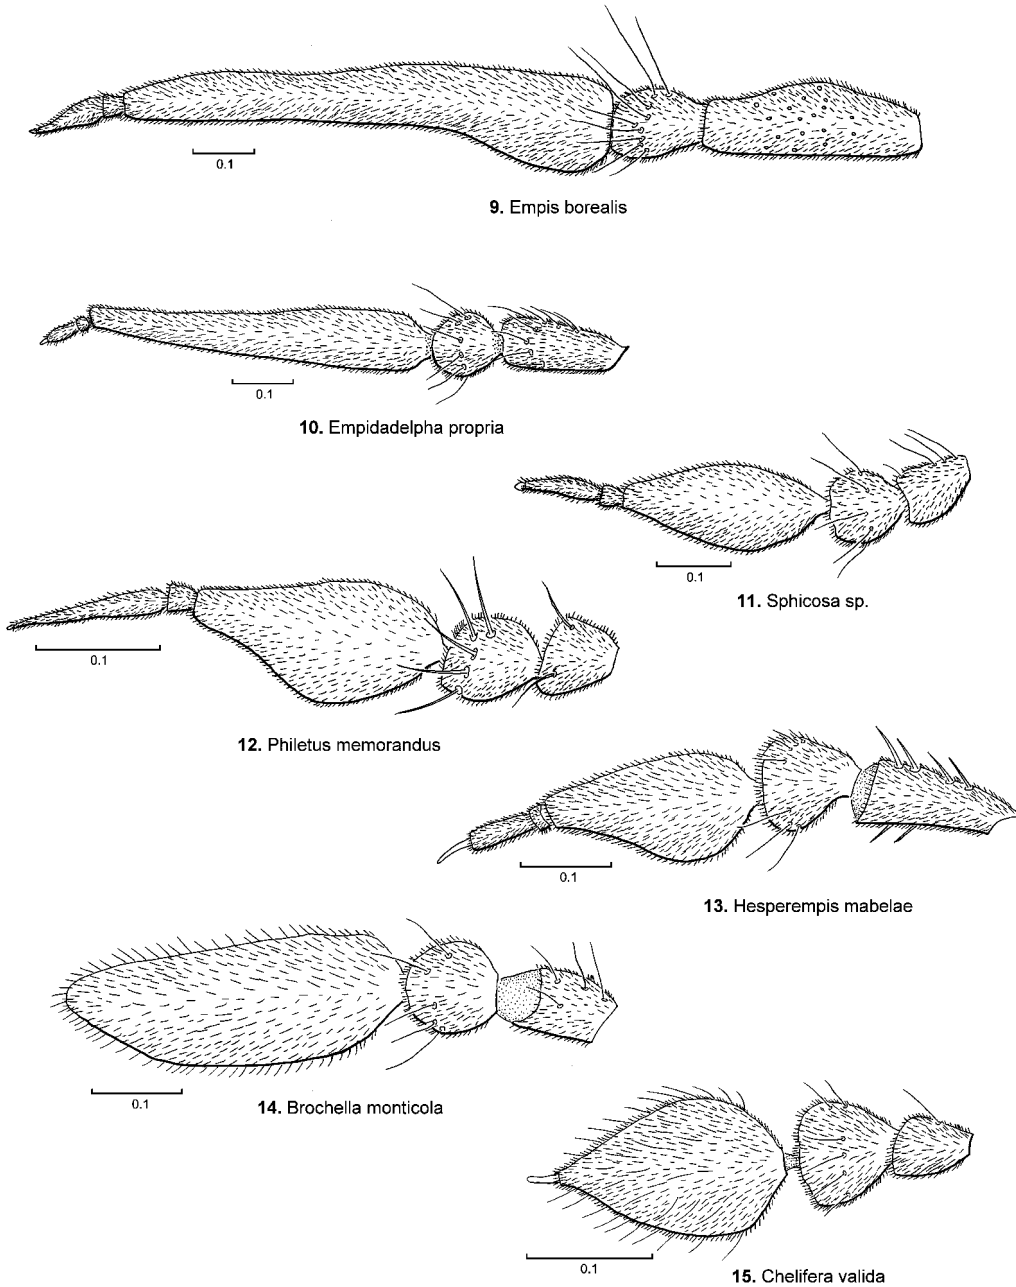 0.1
9. Empis borealis
0.1
10. Empidadelpha propria
0.1
11. Sphicosa sp.
0.1
12. Philetus memorandus
0.1
13. Hesperempis mabelae
0.1
14. Brochella monticola
0.1
15. Chelifera valida